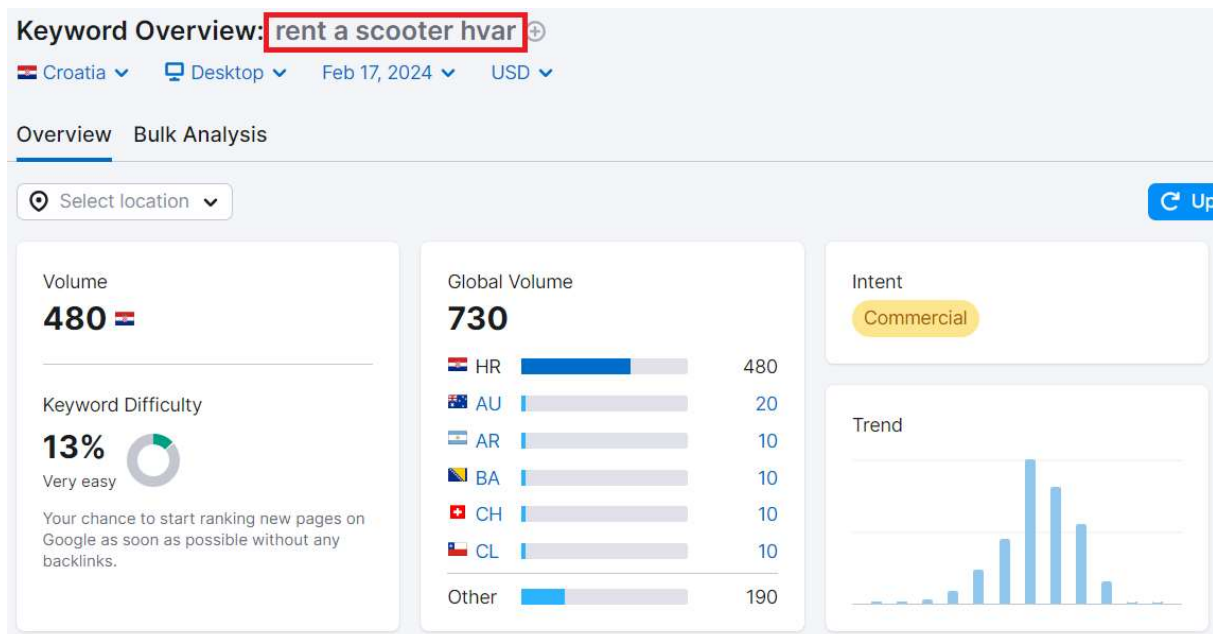 Keyword Overview: rent a scooter hvar
Croatia Desktop Feb 17, 2024 USD
Overview Bulk Analysis
Select location
Volume
480
Keyword Difficulty
13%
Very easy
Your chance to start ranking new pages on
Google as soon as possible without any
backlinks.
Global Volume
730
HR 480
AU 20
AR 10
BA 10
CH 10
CL 10
Other 190
Intent
Commercial
Trend